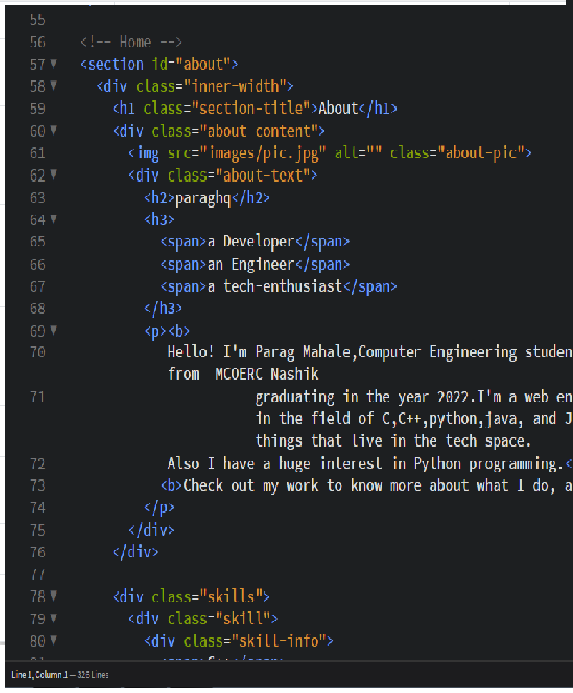 55
56 <!-- Home -->
57 <section id="about">
58 <div class="inner-width">
59 <h1 class="section-title">About</h1>
60 <div class="about content">
61 <img src="images/pic.jpg" alt="" class="about-pic">
62 <div class="about-text">
63 <h2>paraghq</h2>
64 <h3>
65 <span>a Developer</span>
66 <span>an Engineer</span>
67 <span>a tech-enthusiast</span>
68 </h3>
69 <p><b>
70 Hello! I'm Parag Mahale,Computer Engineering studen
from MCOERC Nashik
71 graduating in the year 2022.I'm a web en
in the field of C,C++,python,java, and J
things that live in the tech space.
72 Also I have a huge interest in Python programming.<
73 <b>Check out my work to know more about what I do, a
74 </p>
75 </div>
76 </div>
77
78 <div class="skills">
79 <div class="skill">
80 <div class="skill-info">
Line 1, Column 1 — 326 Lines